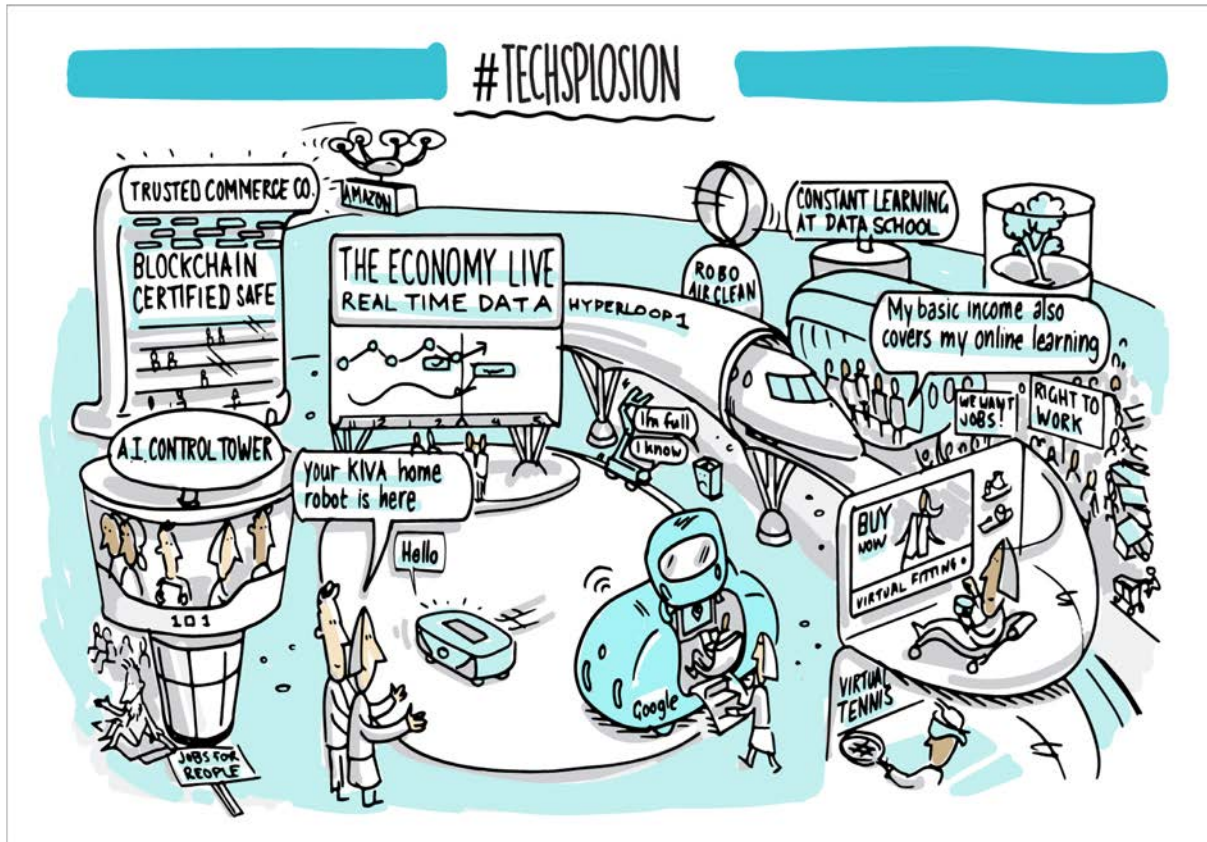 #TECHSPLOSION
TRUSTED COMMERCE CO.
BLOCKCHAIN
CERTIFIED SAFE
AMAZON
THE ECONOMY LIVE
REAL TIME DATA
HYPERLOOP1
ROBO
AIR CLEAN
CONSTANT LEARNING
AT DATA SCHOOL
My basic income also
covers my online learning
WE WANT
JOBS!
RIGHT TO
WORK
I'm full
I know
A.I. CONTROL TOWER
101
your KIVA home
robot is here
Hello
Google
BUY
NOW
VIRTUAL FITTING
VIRTUAL
TENNIS
JOBS FOR
PEOPLE